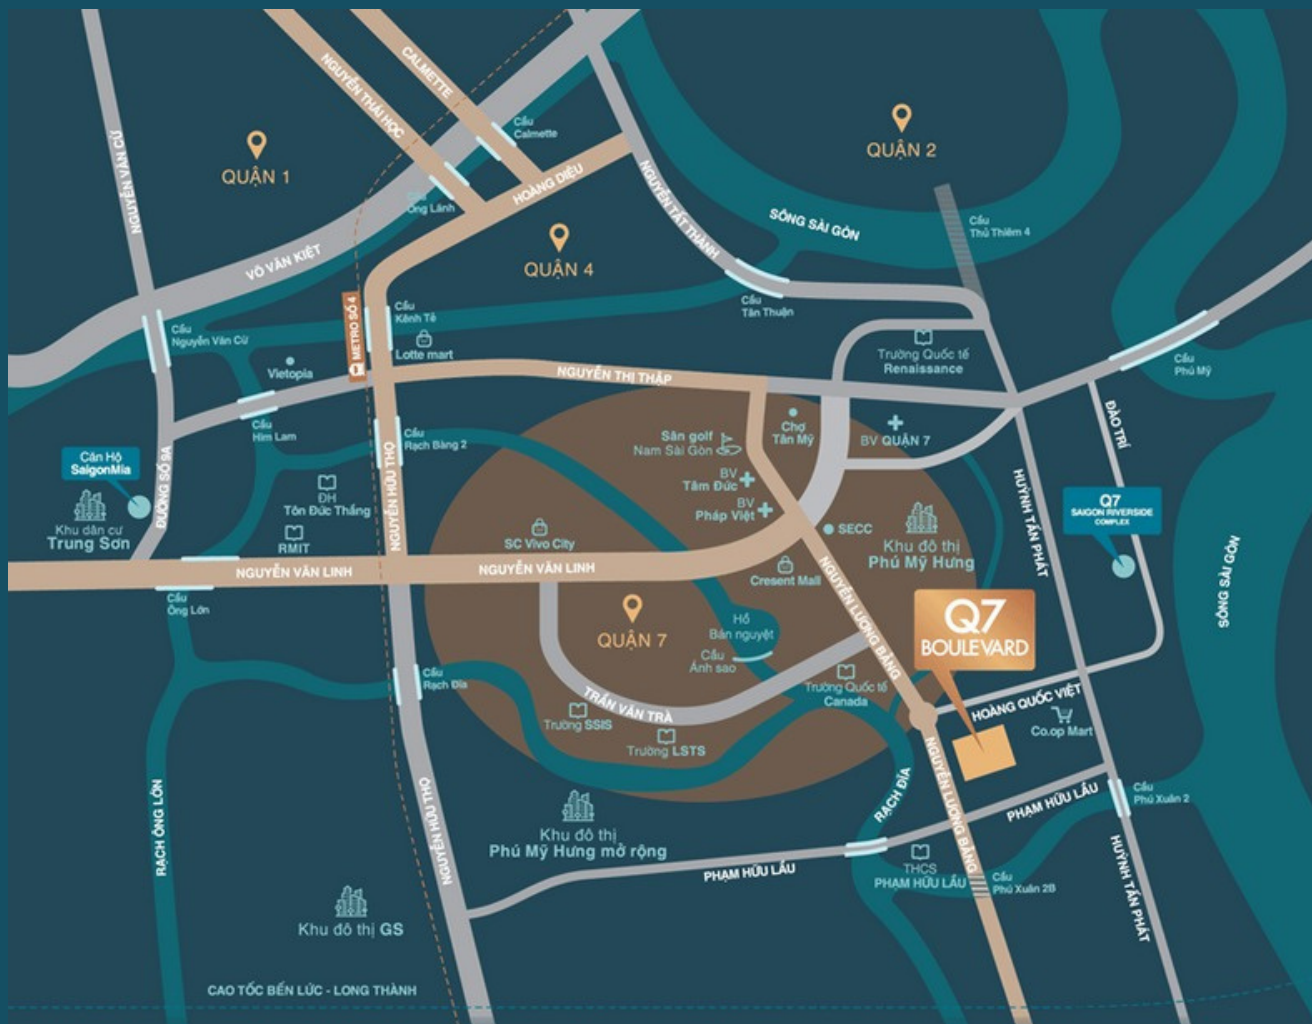 NGUYỄN THÁI HỌC
CALMETTE
Cầu
Calmette
NGUYỄN VĂN CỪ
QUẬN 1
QUẬN 2
Ông Lãnh
HOÀNG DIỆU
NGUYỄN TẤT THÀNH
SÔNG SÀI GÒN
Cầu
Thủ Thiêm 4
VÕ VĂN KIỆT
QUẬN 4
METRO SỐ 4
Cầu
Kênh Tẻ
Cầu
Tân Thuận
Cầu
Nguyễn Văn Cừ
Lotte mart
Vietopia
NGUYỄN THỊ THẬP
Trường Quốc tế
Renaissance
Cầu
Phú Mỹ
Cầu
Him Lam
Cầu
Rạch Bàng 2
Sân golf
Nam Sài Gòn
Chợ
Tân Mỹ
BV QUẬN 7
ĐÀO TRÍ
Căn Hộ
SaigonMia
ĐƯỜNG SỐ 9A
NGUYỄN HỮU THỌ
BV
Tâm Đức
BV
Pháp Việt
HUỲNH TẤN PHÁT
Q7
SAIGON RIVERSIDE
COMPLEX
ĐH
Tôn Đức Thắng
RMIT
Khu dân cư
Trung Sơn
SC Vivo City
SECC
Khu đô thị
Phú Mỹ Hưng
NGUYỄN VĂN LINH
NGUYỄN VĂN LINH
Cresent Mall
NGUYỄN LƯƠNG BẰNG
SÔNG SÀI GÒN
Cầu
Ông Lớn
QUẬN 7
Hồ
Bán nguyệt
Cầu
Ánh sao
Q7
BOULEVARD
Cầu
Rạch Đĩa
TRẦN VĂN TRÀ
Trường SSIS
Trường LSTS
Trường Quốc tế
Canada
HOÀNG QUỐC VIỆT
Co.op Mart
RẠCH ÔNG LỚN
NGUYỄN HỮU THỌ
RẠCH ĐĨA
NGUYỄN LƯƠNG BẰNG
PHẠM HỮU LẦU
Cầu
Phú Xuân 2
Khu đô thị
Phú Mỹ Hưng mở rộng
PHẠM HỮU LẦU
THCS
PHẠM HỮU LẦU
Cầu
Phú Xuân 2B
HUỲNH TẤN PHÁT
Khu đô thị GS
CAO TỐC BẾN LỨC - LONG THÀNH